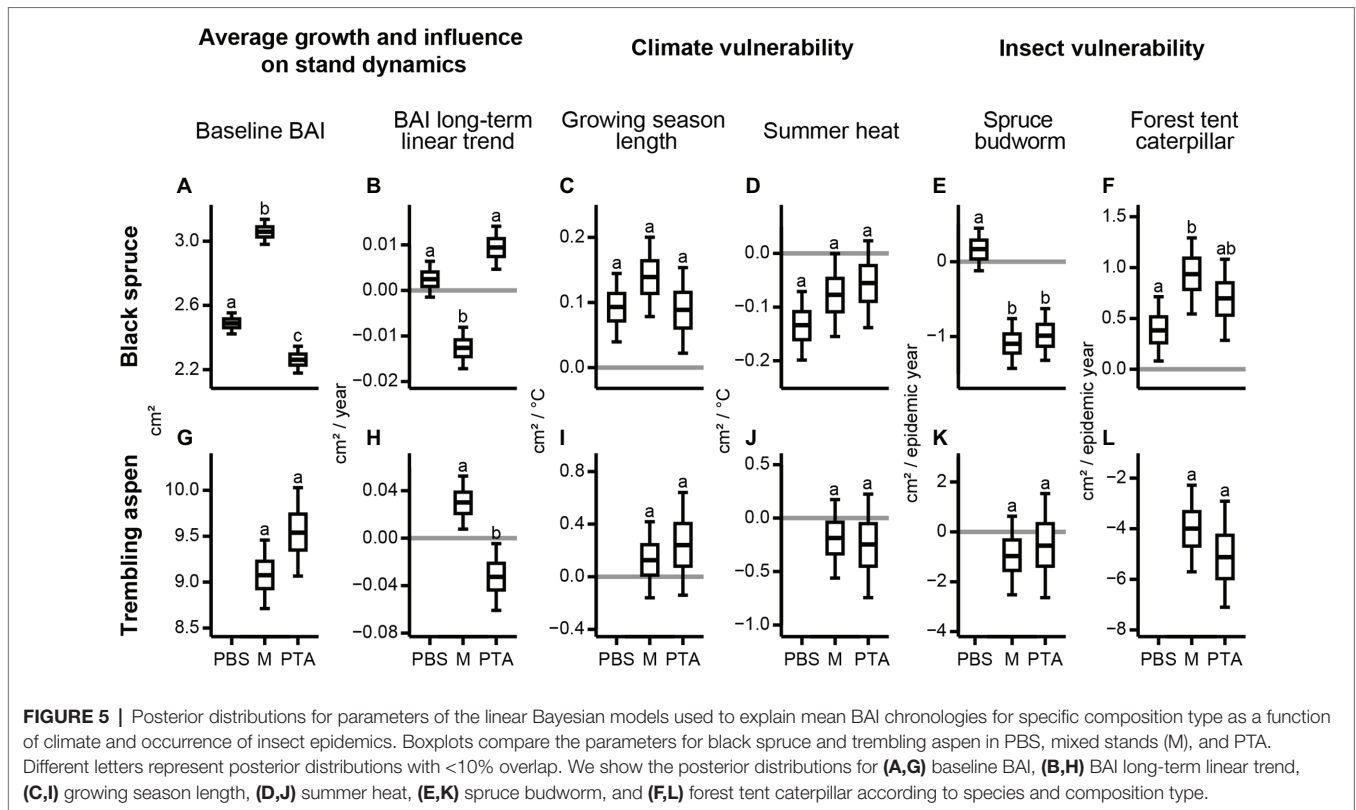 Average growth and influence
on stand dynamics
Climate vulnerability
Insect vulnerability
Baseline BAI
BAI long-term
linear trend
Growing season
length
Summer heat
Spruce
budworm
Forest tent
caterpillar
Black spruce
A
3.0
2.6
2.2
a
b
c
cm²
B
0.01
0.00
−0.01
−0.02
a
b
a
cm² / year
C
0.2
0.1
0.0
a
a
a
cm² / °C
D
0.0
−0.1
−0.2
a
a
a
cm² / °C
E
0
−1
a
b
b
cm² / epidemic year
F
1.5
1.0
0.5
0.0
a
b
ab
cm² / epidemic year
Trembling aspen
G
10.0
9.5
9.0
8.5
a
a
PBS M PTA
H
0.04
0.00
−0.04
−0.08
a
b
PBS M PTA
I
0.8
0.4
0.0
−0.4
a
a
PBS M PTA
J
0.5
0.0
−0.5
−1.0
a
a
PBS M PTA
K
2
0
−2
−4
a
a
PBS M PTA
L
−2
−4
−6
−8
a
a
PBS M PTA
FIGURE 5 | Posterior distributions for parameters of the linear Bayesian models used to explain mean BAI chronologies for specific composition type as a function
of climate and occurrence of insect epidemics. Boxplots compare the parameters for black spruce and trembling aspen in PBS, mixed stands (M), and PTA.
Different letters represent posterior distributions with <10% overlap. We show the posterior distributions for (A,G) baseline BAI, (B,H) BAI long-term linear trend,
(C,I) growing season length, (D,J) summer heat, (E,K) spruce budworm, and (F,L) forest tent caterpillar according to species and composition type.